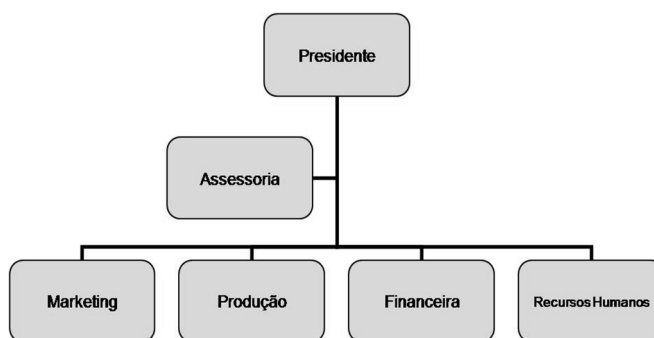 Presidente
Assessoria
Marketing
Produção
Financeira
Recursos Humanos